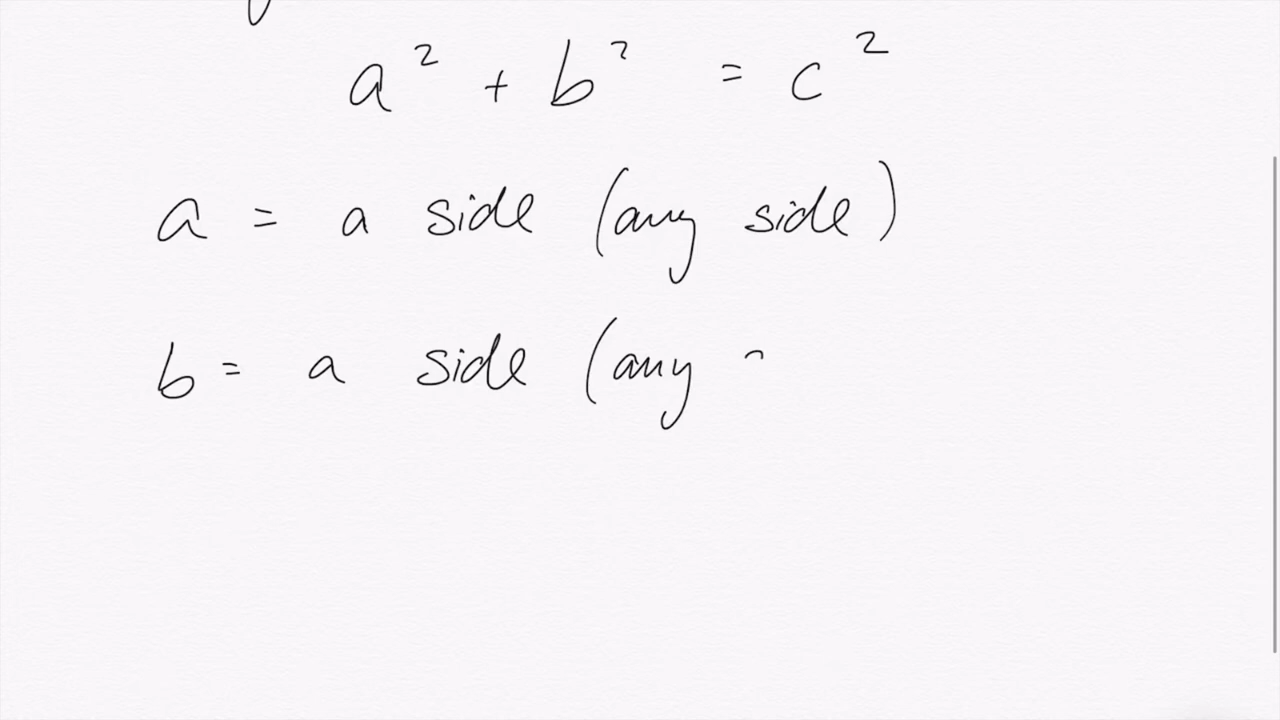 a² + b² = c²
a = a side (any side)
b = a side (any